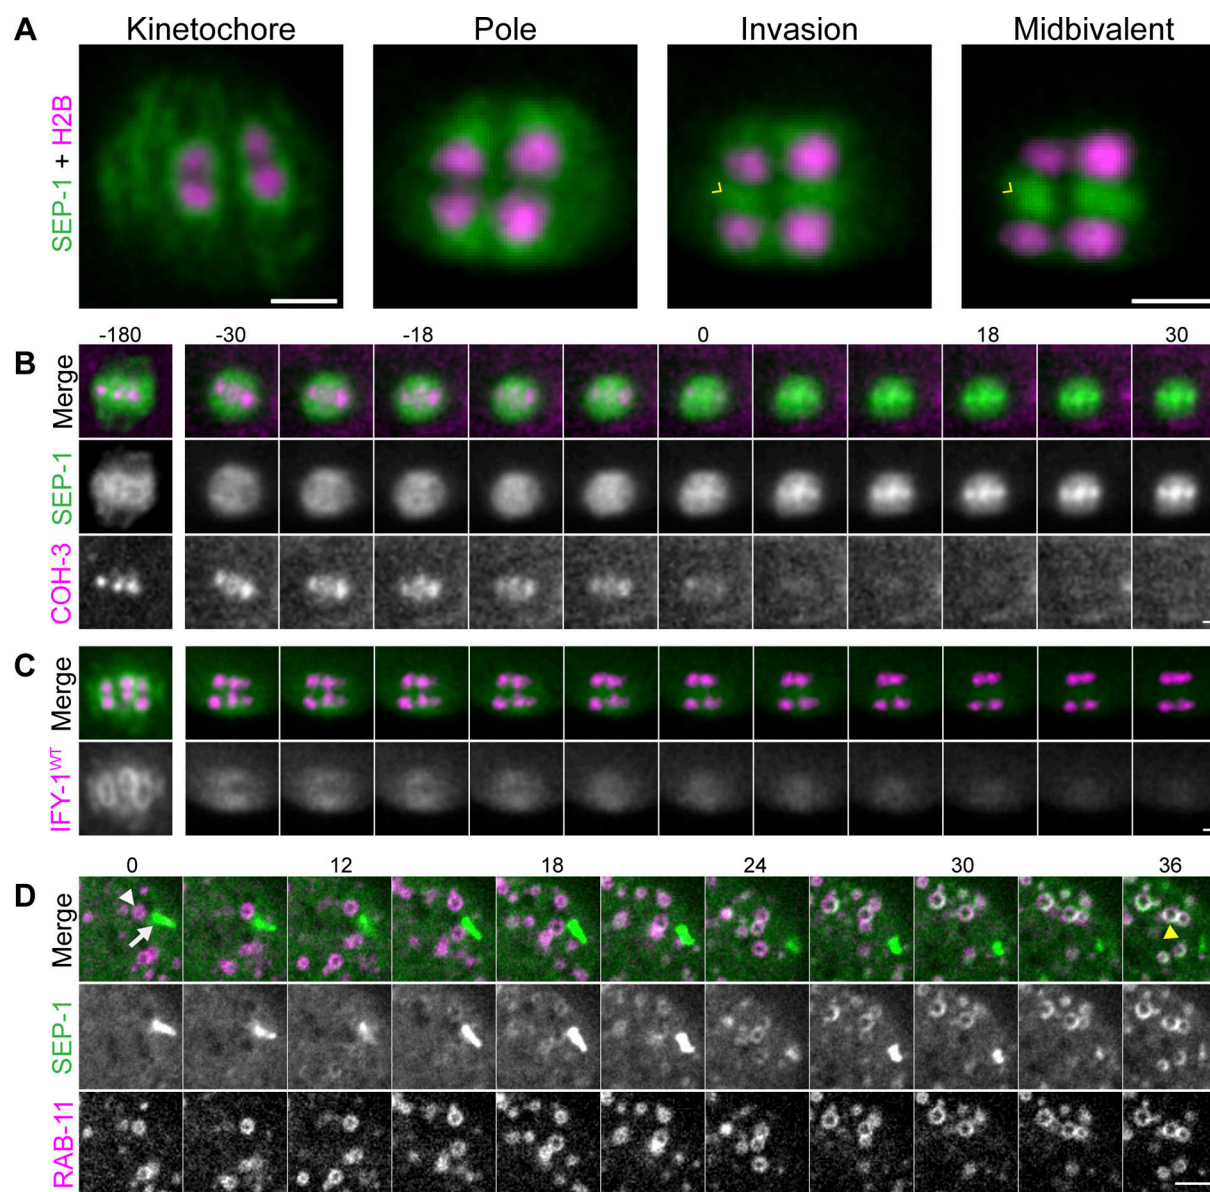 A
Kinetochore Pole Invasion Midbivalent
SEP-1 + H2B
-180 -30 -18 0 18 30
B
Merge
SEP-1
COH-3
C
Merge
IFY-1WT
0 12 18 24 30 36
D
Merge
SEP-1
RAB-11